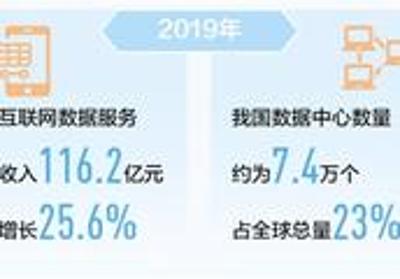 2019年
互联网数据服务
收入116.2亿元
增长25.6%
我国数据中心数量
约为7.4万个
占全球总量23%